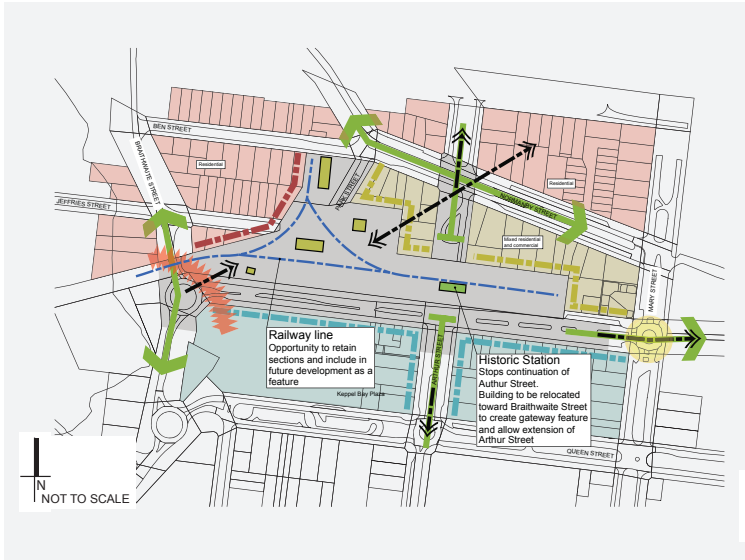 BEN STREET
BRAITHWAITE STREET
JEFFRIES STREET
Residential
PARK STREET
NORMANBY STREET
Residential
Mixed residential
and commercial
MARY STREET
Railway line
Opportunity to retain
sections and include in
future development as a
feature
Keppel Bay Plaza
ARTHUR STREET
Historic Station
Stops continuation of
Authur Street.
Building to be relocated
toward Braithwaite Street
to create gateway feature
and allow extension of
Arthur Street
QUEEN STREET
N
NOT TO SCALE